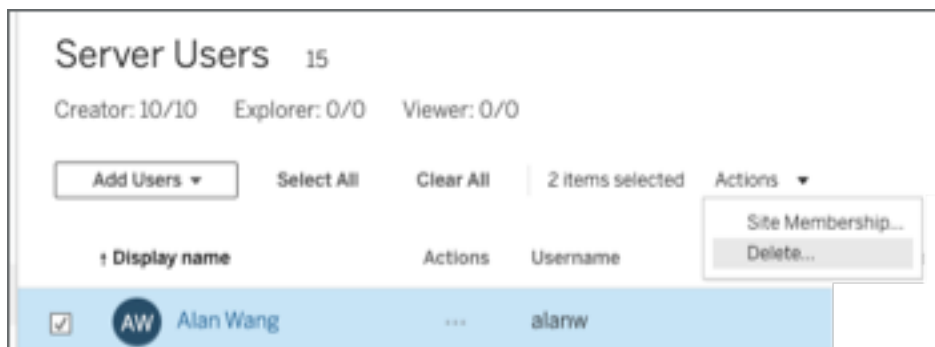 Server Users 15
Creator: 10/10 Explorer: 0/0 Viewer: 0/0
Add Users Select All Clear All 2 items selected Actions
Site Membership...
Delete...
↑ Display name Actions Username
AW Alan Wang ... alanw